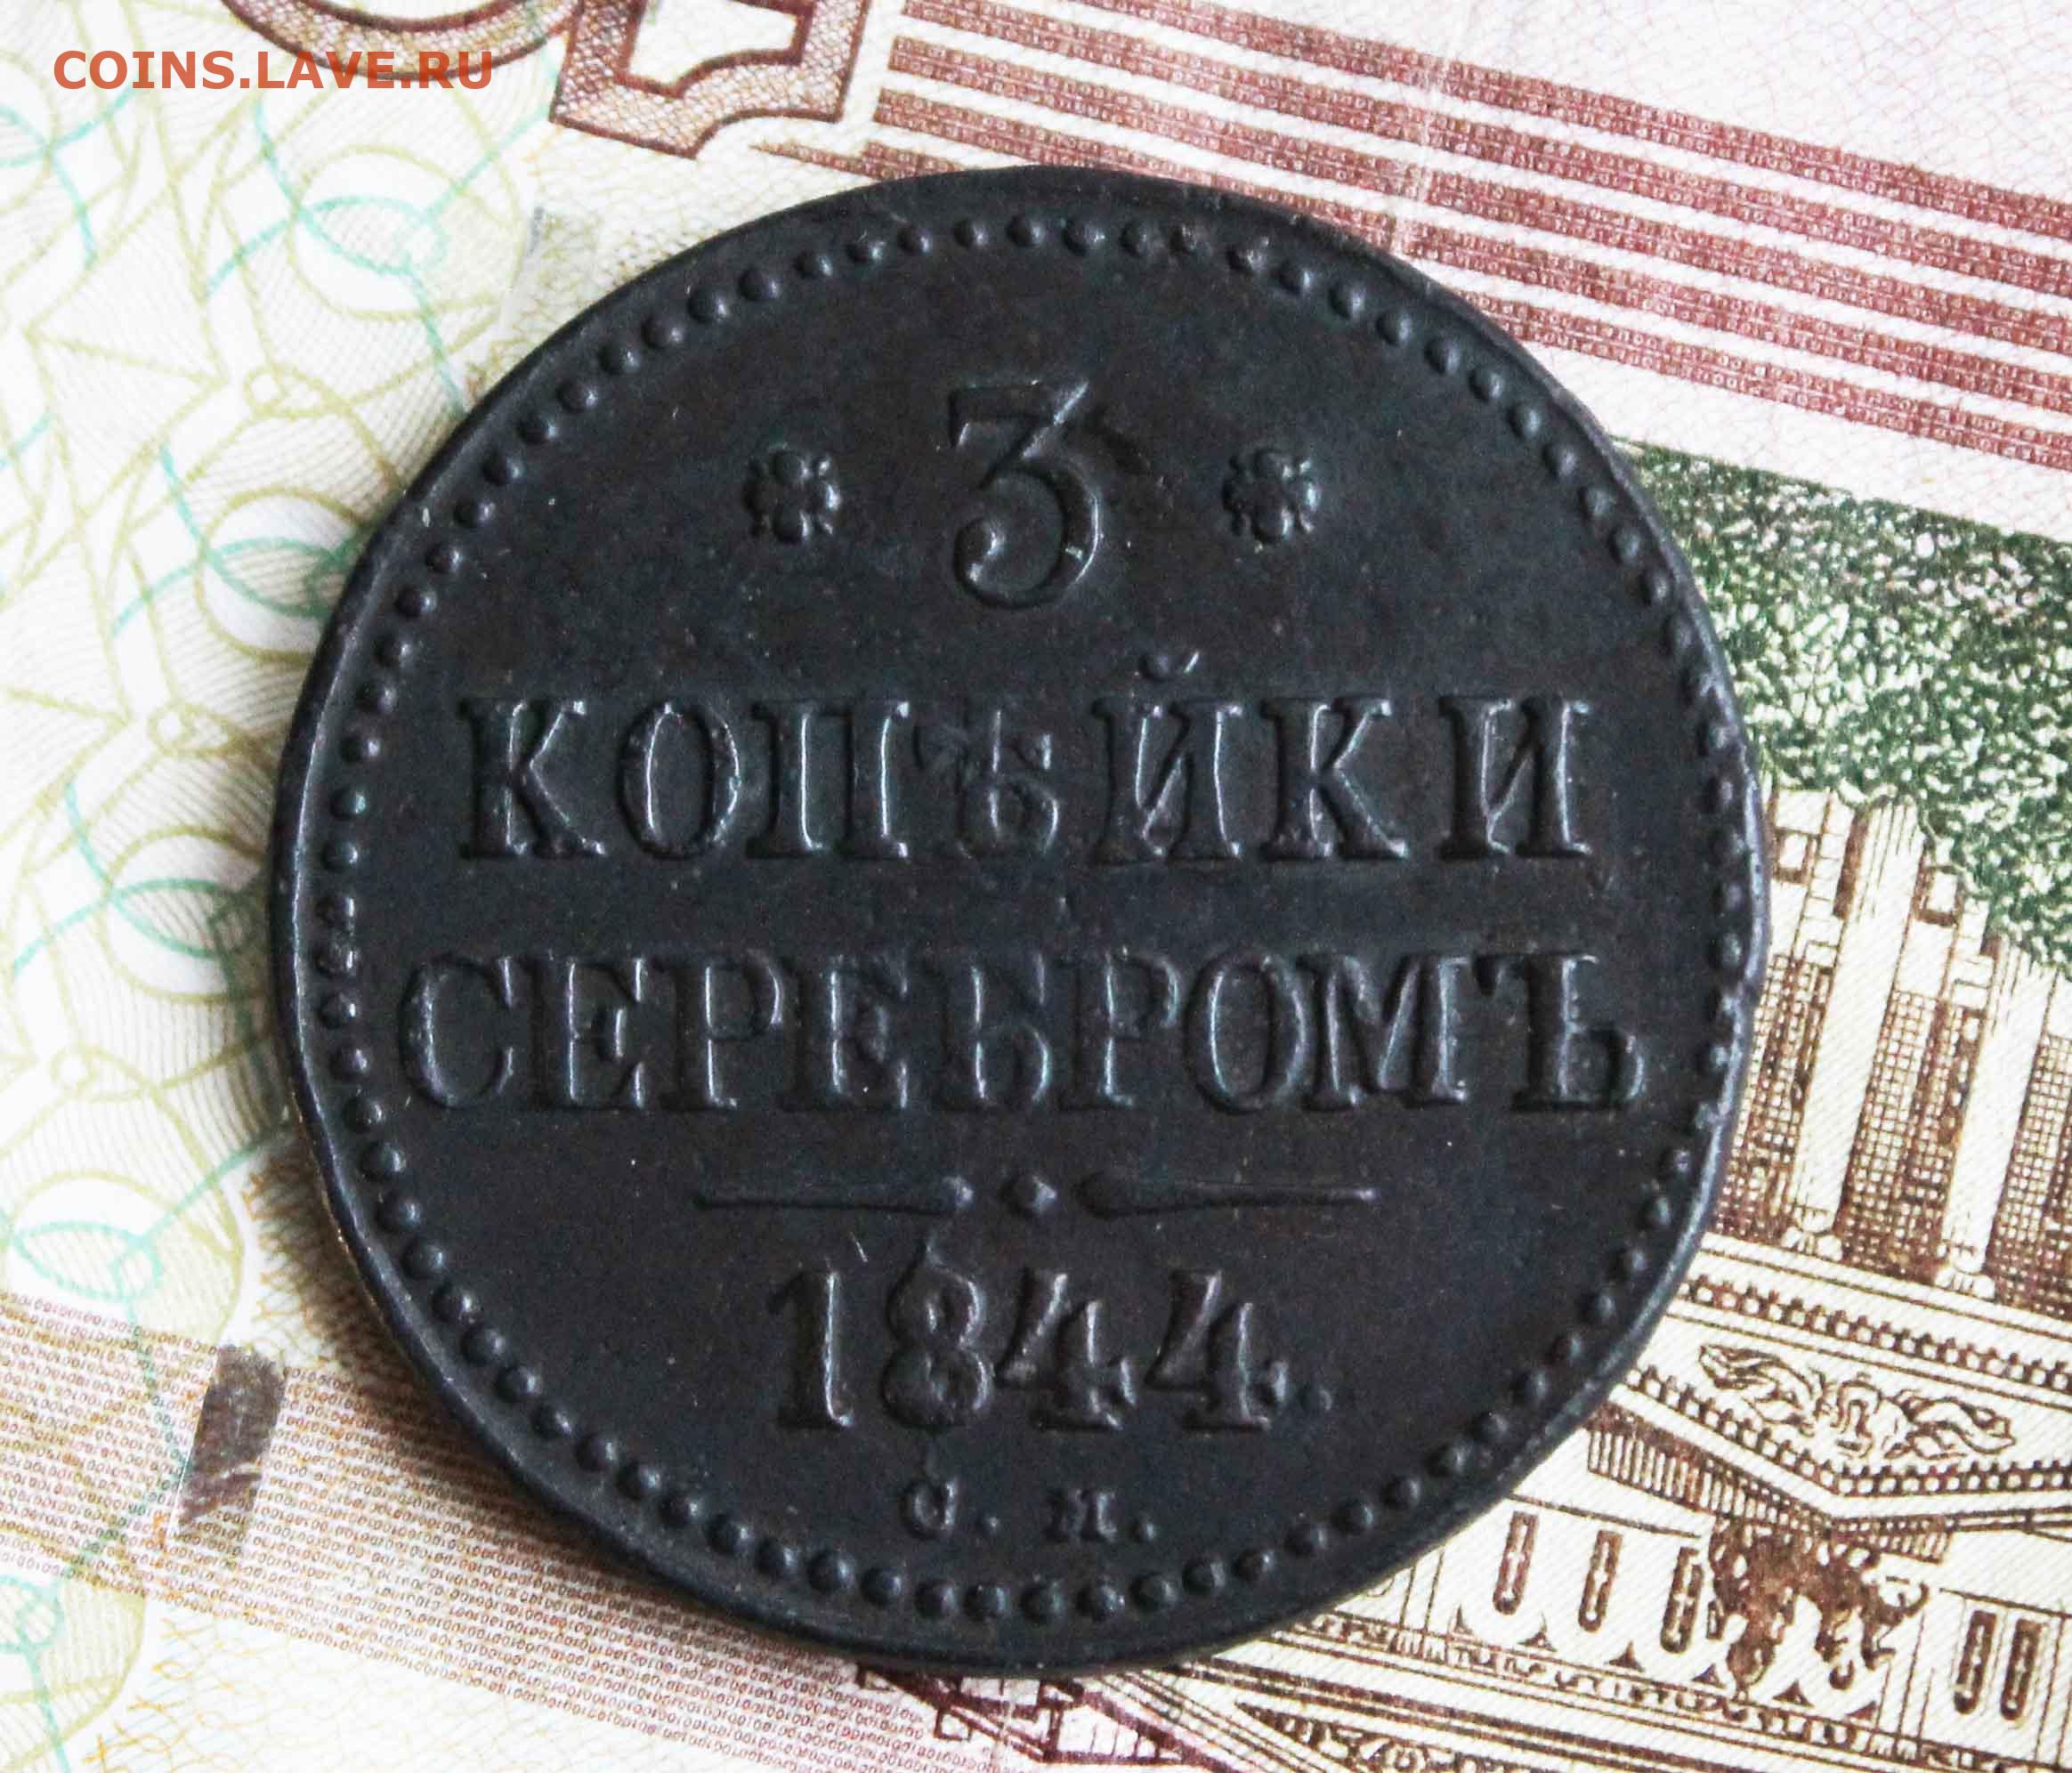 COINS.LAVE.RU
3
КОПѢЙКИ
СЕРЕБРОМЪ
1844.
С. М.